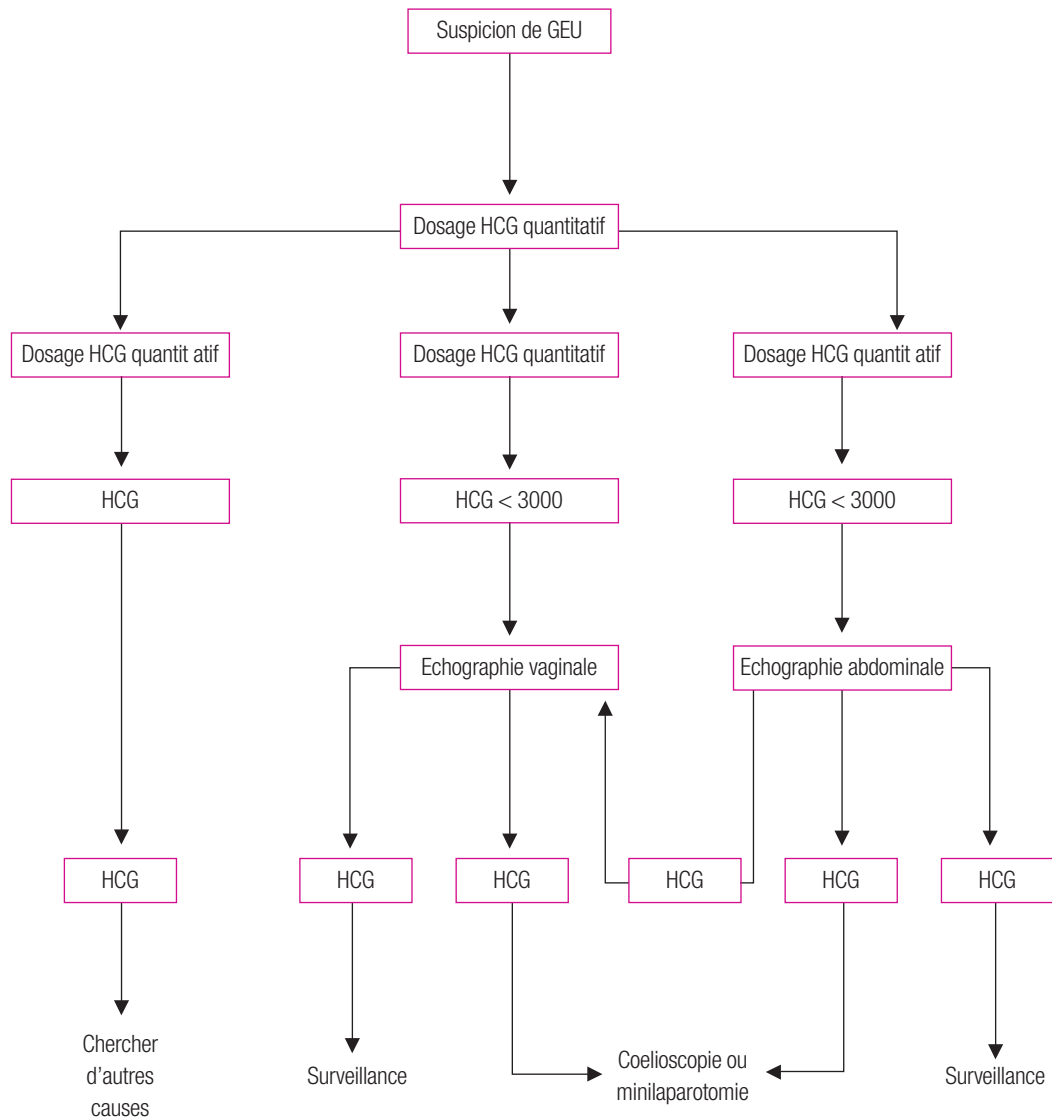 Suspicion de GEU
Dosage HCG quantitatif
Dosage HCG quantit atif
Dosage HCG quantitatif
Dosage HCG quantit atif
HCG
HCG < 3000
HCG < 3000
Echographie vaginale
Echographie abdominale
HCG
HCG
HCG
HCG
HCG
HCG
Chercher
d'autres
causes
Surveillance
Coelioscopie ou
minilaparotomie
Surveillance